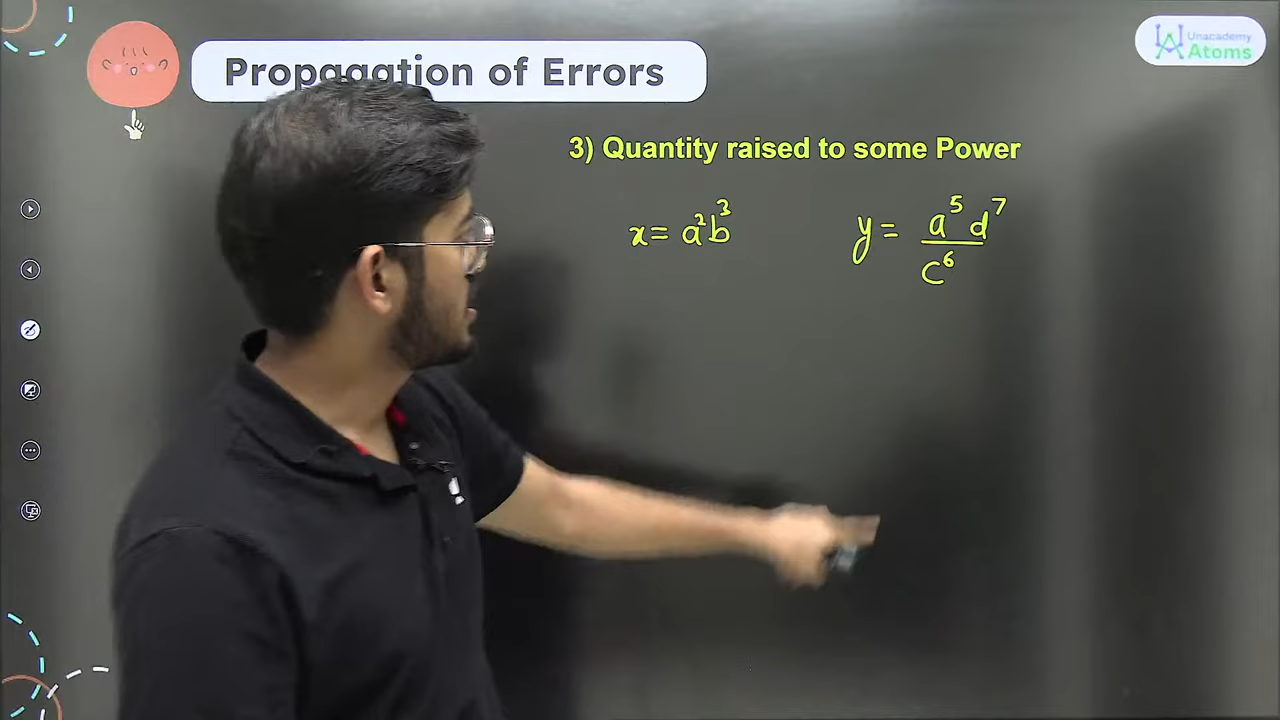 Propagation of Errors
Unacademy
Atoms
3) Quantity raised to some Power
x = a²b³
y = a⁵d⁷
c⁶